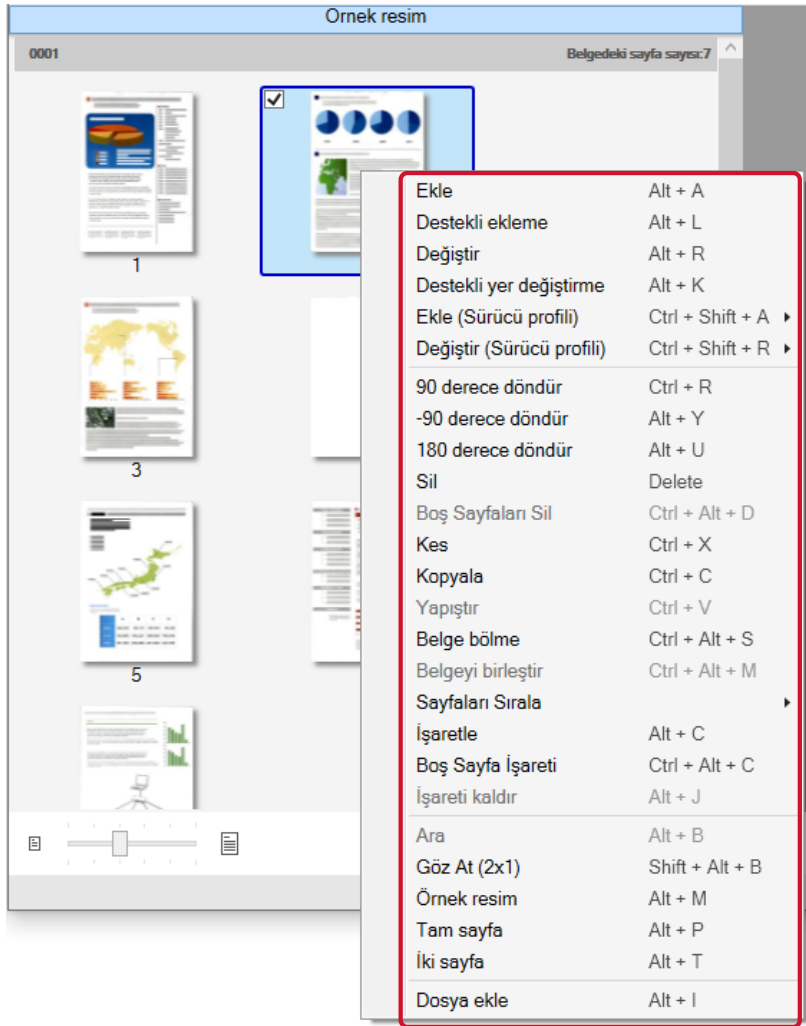 Örnek resim
0001 Belgedeki sayfa sayısı:7
1
3
5
Ekle Alt + A
Destekli ekleme Alt + L
Değiştir Alt + R
Destekli yer değiştirme Alt + K
Ekle (Sürücü profili) Ctrl + Shift + A
Değiştir (Sürücü profili) Ctrl + Shift + R
90 derece döndür Ctrl + R
-90 derece döndür Alt + Y
180 derece döndür Alt + U
Sil Delete
Boş Sayfaları Sil Ctrl + Alt + D
Kes Ctrl + X
Kopyala Ctrl + C
Yapıştır Ctrl + V
Belge bölme Ctrl + Alt + S
Belgeyi birleştir Ctrl + Alt + M
Sayfaları Sırala
İşaretle Alt + C
Boş Sayfa İşareti Ctrl + Alt + C
İşareti kaldır Alt + J
Ara Alt + B
Göz At (2x1) Shift + Alt + B
Örnek resim Alt + M
Tam sayfa Alt + P
İki sayfa Alt + T
Dosya ekle Alt + I